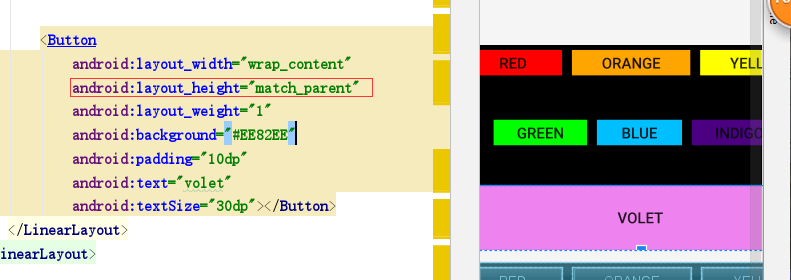 <Button
android:layout_width="wrap_content"
android:layout_height="match_parent"
android:layout_weight="1"
android:background="#EE82EE"
android:padding="10dp"
android:text="volet"
android:textSize="30dp"></Button>
</LinearLayout>
inearLayout>
RED ORANGE YELL
GREEN BLUE INDIGO
VOLET
RED ORANGE YELL